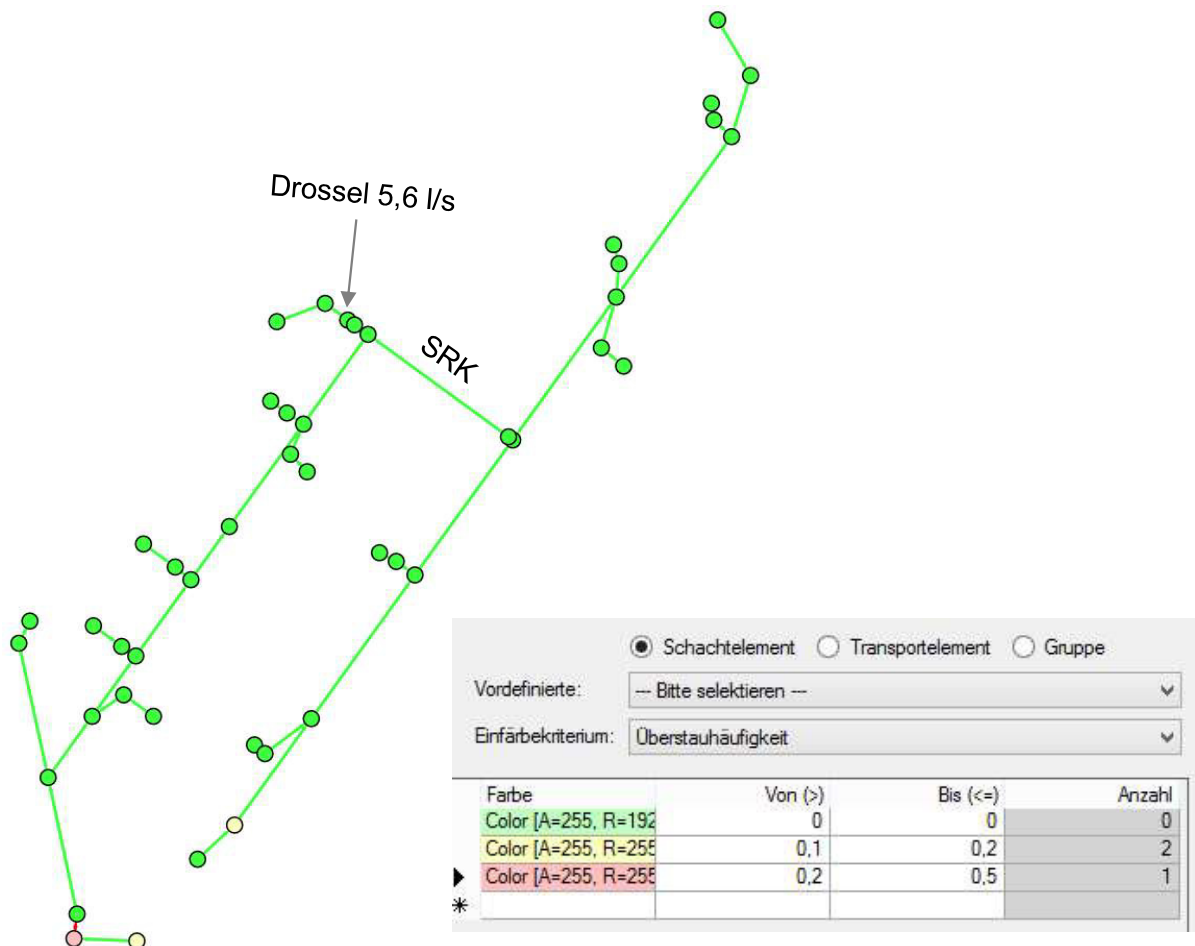 Drossel 5,6 l/s
SRK
Schachtelement Transportelement Gruppe
Vordefinierte: --- Bitte selektieren ---
Einfärbekriterium: Überstauhäufigkeit
Farbe Von (>) Bis (<=) Anzahl
Color [A=255, R=192 0 0 0
Color [A=255, R=255 0,1 0,2 2
Color [A=255, R=255 0,2 0,5 1